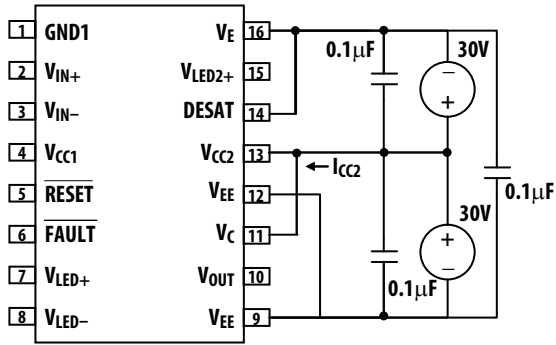 1 GND1 VE 16
2 VIN+ VLED2+ 15
3 VIN– DESAT 14
4 VCC1 VCC2 13
5 RESET VEE 12
6 FAULT VC 11
7 VLED+ VOUT 10
8 VLED– VEE 9
0.1μF
30V
–
+
ICC2
0.1μF
30V
+
–
0.1μF